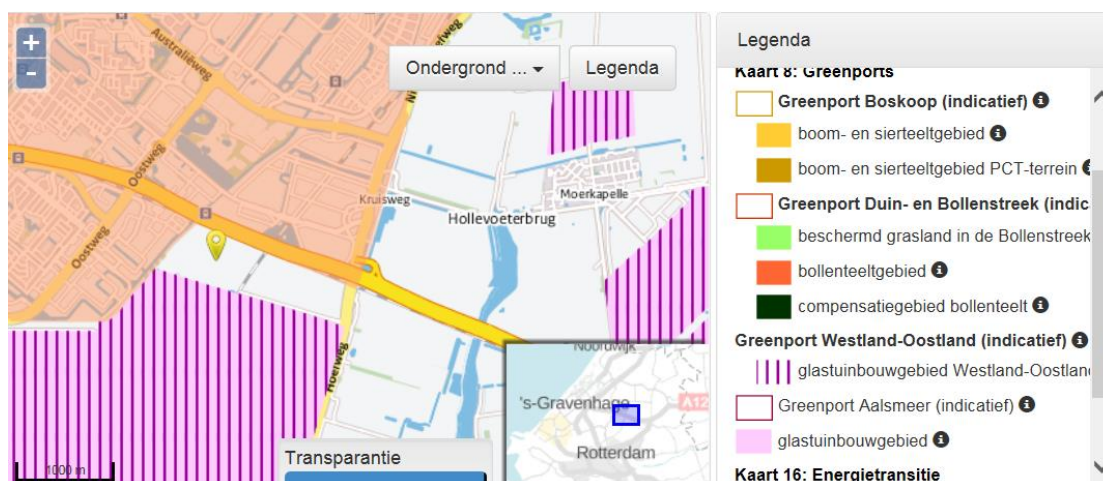 +
-
Ondergrond ...
Legenda
Australiëweg
Oostweg
Oostweg
Kruisweg
Moerkapelle
Hollevoeterbrug
Hoefweg
1000 m
Transparantie
Noordwijk
's-Gravenhage
A12
Rotterdam
Legenda
Kaart 8: Greenports
Greenport Boskoop (indicatief)
boom- en sierteeltgebied
boom- en sierteeltgebied PCT-terrein
Greenport Duin- en Bollenstreek (indic
beschermd grasland in de Bollenstreek
bollenteeltgebied
compensatiegebied bollenteelt
Greenport Westland-Oostland (indicatief)
glastuinbouwgebied Westland-Oostlan
Greenport Aalsmeer (indicatief)
glastuinbouwgebied
Kaart 16: Energietransitie